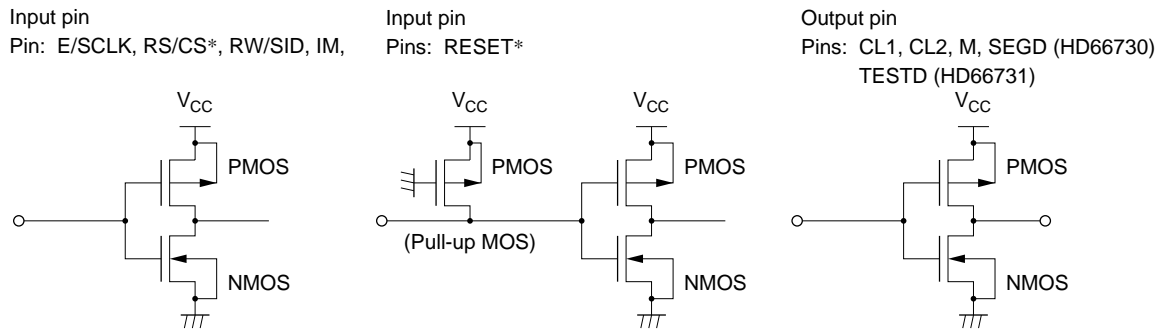 Input pin
Pin: E/SCLK, RS/CS*, RW/SID, IM,
VCC
PMOS
NMOS
Input pin
Pins: RESET*
VCC
PMOS
(Pull-up MOS)
VCC
PMOS
NMOS
Output pin
Pins: CL1, CL2, M, SEGD (HD66730)
TESTD (HD66731)
VCC
PMOS
NMOS